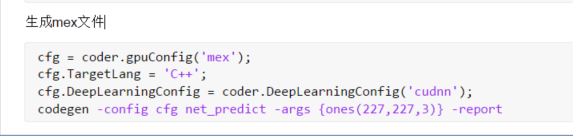 生成mex文件
cfg = coder.gpuConfig('mex');
cfg.TargetLang = 'C++';
cfg.DeepLearningConfig = coder.DeepLearningConfig('cudnn');
codegen -config cfg net_predict -args {ones(227,227,3)} -report